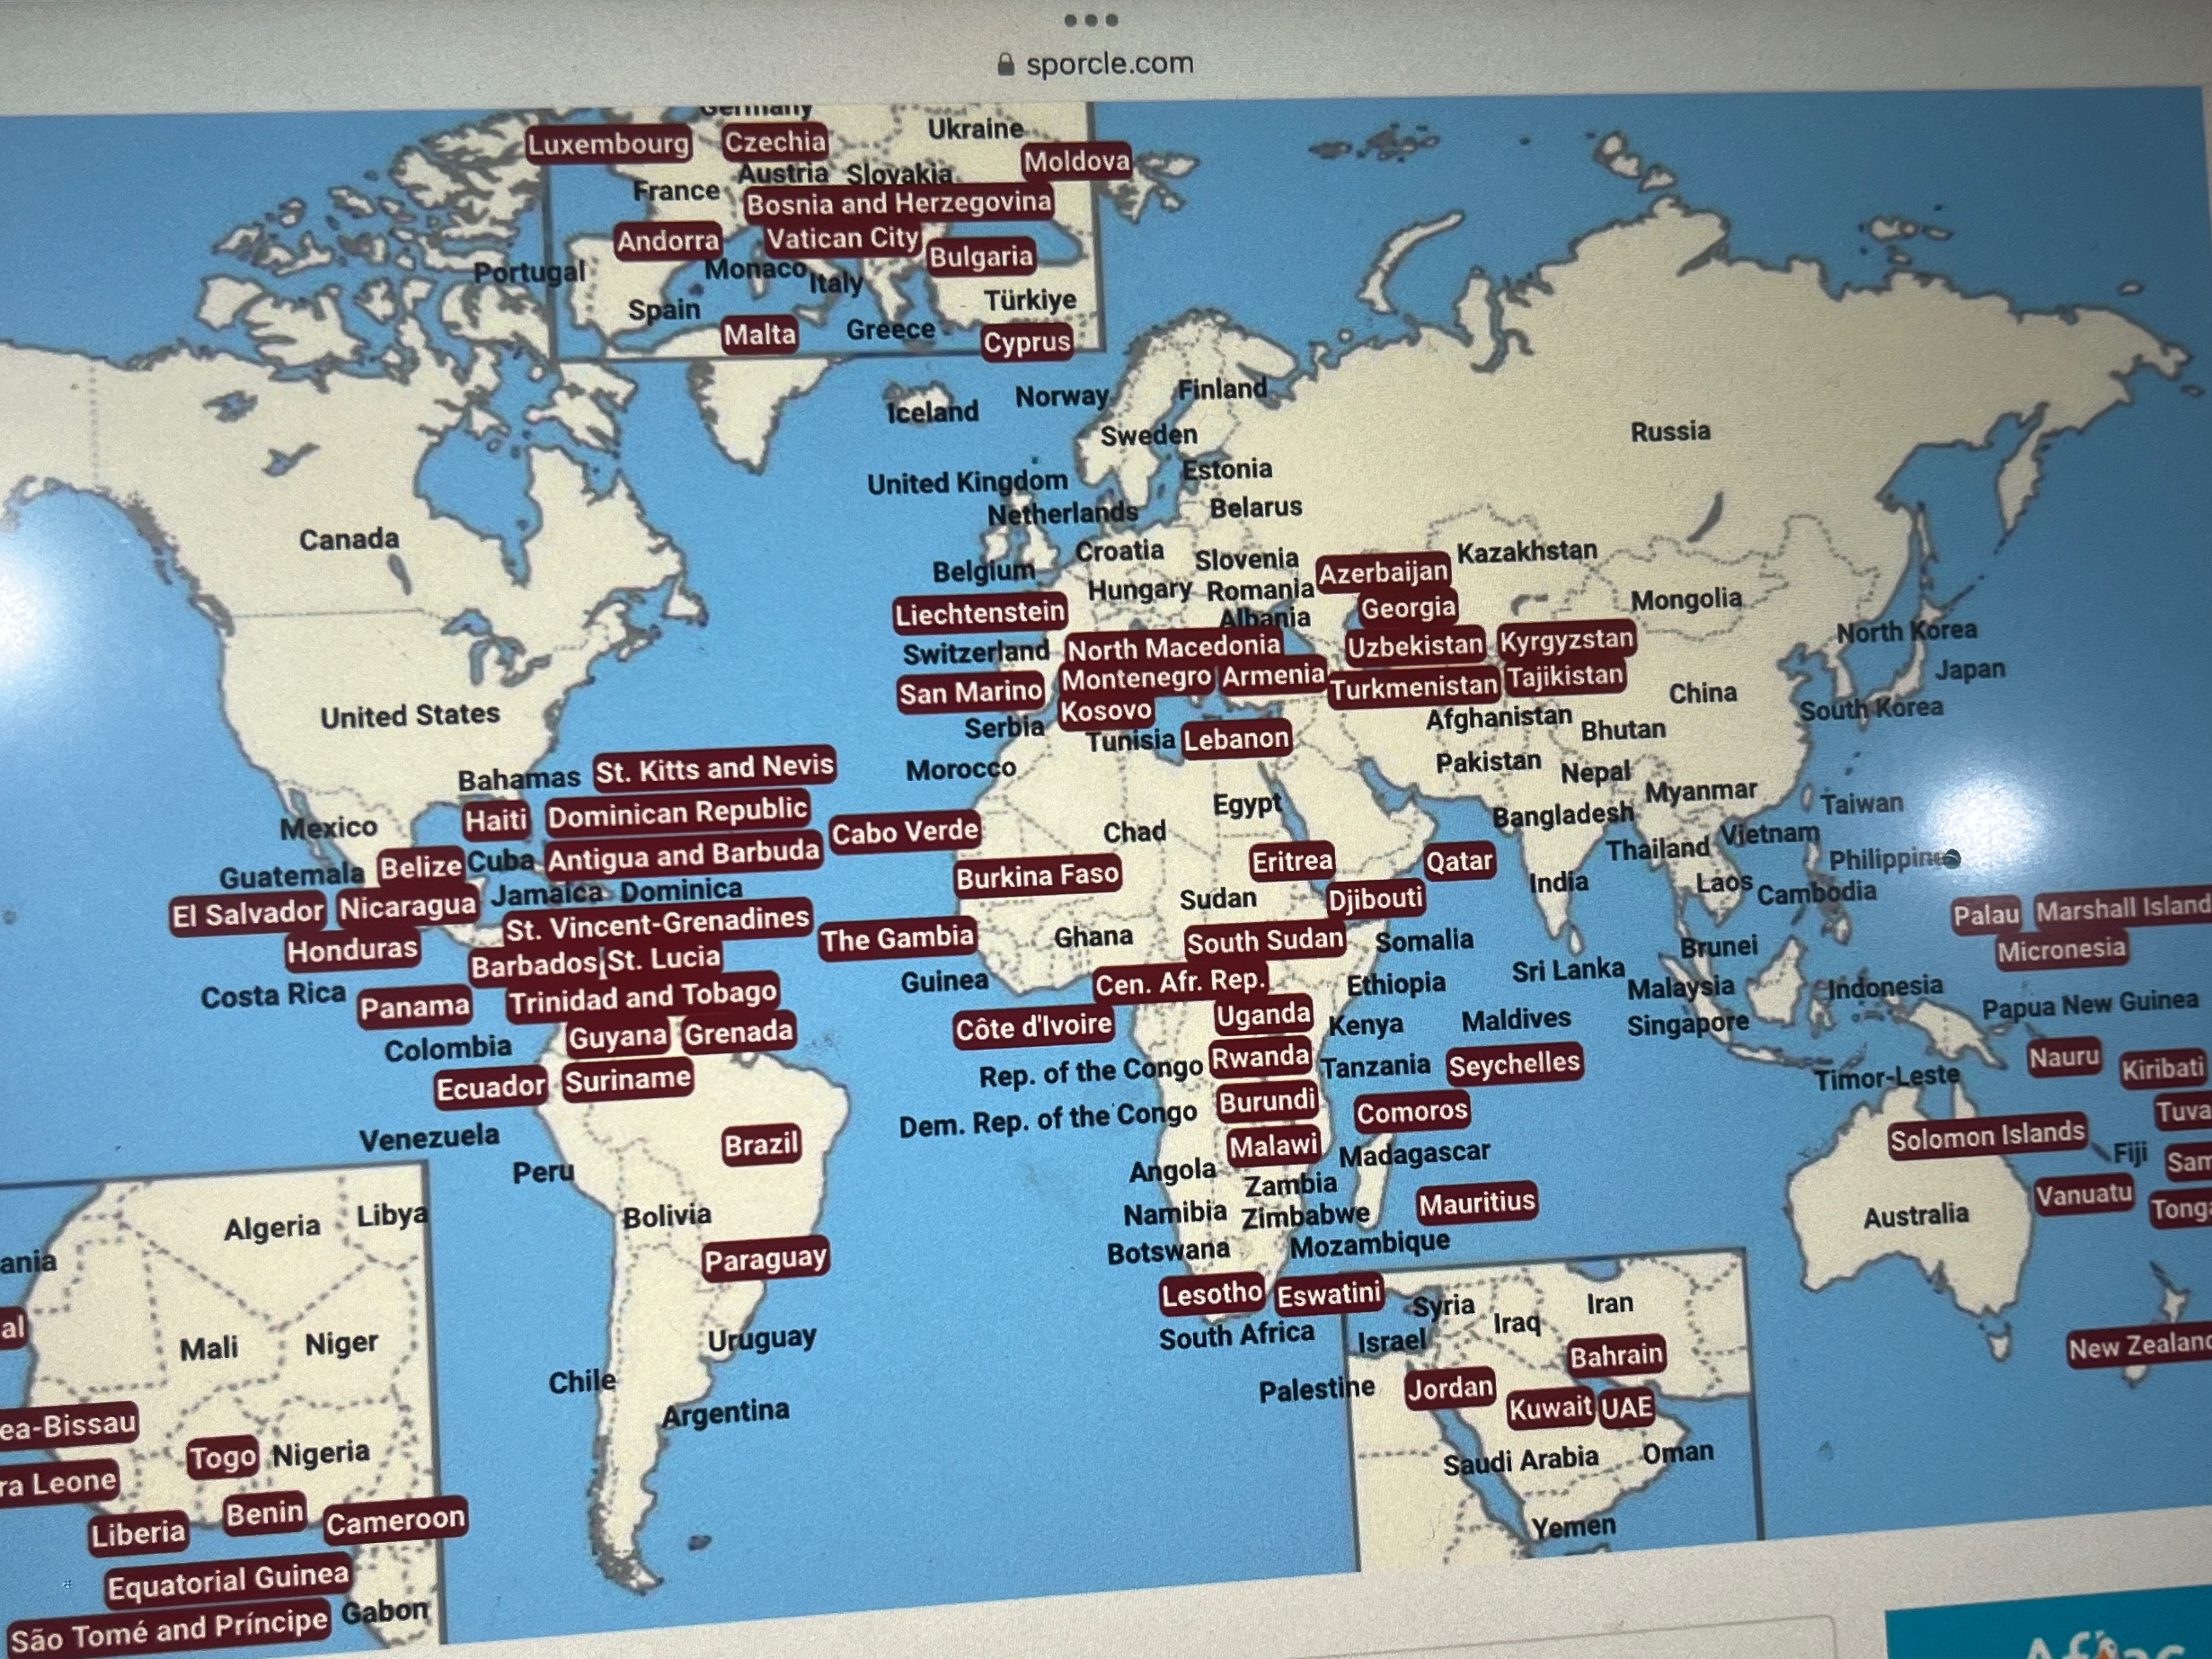 sporcle.com
Germany
Luxembourg
Czechia
Ukraine
Moldova
France
Austria
Slovakia
Bosnia and Herzegovina
Andorra
Vatican City
Bulgaria
Portugal
Monaco
Italy
Spain
Türkiye
Malta
Greece
Cyprus
Iceland
Norway
Finland
Sweden
Russia
United Kingdom
Estonia
Netherlands
Belarus
Canada
Croatia
Slovenia
Kazakhstan
Belgium
Azerbaijan
Hungary
Romania
Mongolia
Liechtenstein
Albania
Georgia
Switzerland
North Macedonia
Uzbekistan
Kyrgyzstan
North Korea
San Marino
Montenegro
Armenia
Turkmenistan
Tajikistan
Japan
China
United States
Serbia
Kosovo
Afghanistan
South Korea
Tunisia
Lebanon
Bhutan
Bahamas
St. Kitts and Nevis
Morocco
Pakistan
Nepal
Mexico
Haiti
Dominican Republic
Cabo Verde
Chad
Egypt
Bangladesh
Myanmar
Taiwan
Guatemala
Belize
Cuba
Antigua and Barbuda
Burkina Faso
Eritrea
Qatar
Thailand
Vietnam
El Salvador
Nicaragua
Jamaica
Dominica
Sudan
Djibouti
India
Laos
Cambodia
Honduras
St. Vincent-Grenadines
The Gambia
Ghana
South Sudan
Somalia
Brunei
Palau
Marshall Island
Micronesia
Barbados
St. Lucia
Guinea
Cen. Afr. Rep.
Ethiopia
Sri Lanka
Malaysia
Indonesia
Costa Rica
Panama
Trinidad and Tobago
Papua New Guinea
Colombia
Guyana
Grenada
Côte d'Ivoire
Uganda
Kenya
Maldives
Singapore
Ecuador
Suriname
Rep. of the Congo
Rwanda
Tanzania
Seychelles
Timor-Leste
Nauru
Kiribati
Venezuela
Brazil
Dem. Rep. of the Congo
Burundi
Comoros
Solomon Islands
Tuva
Peru
Angola
Malawi
Madagascar
Fiji
Sam
Algeria
Libya
Bolivia
Namibia
Zambia
Zimbabwe
Mauritius
Australia
Vanuatu
Tonga
ania
Paraguay
Botswana
Mozambique
Lesotho
Eswatini
al
Mali
Niger
Uruguay
South Africa
Syria
Iraq
Iran
Israel
Bahrain
New Zealand
Chile
Palestine
Jordan
Kuwait
UAE
ea-Bissau
Argentina
Togo
Nigeria
Saudi Arabia
Oman
ra Leone
Liberia
Benin
Cameroon
Yemen
Equatorial Guinea
São Tomé and Príncipe
Gabon